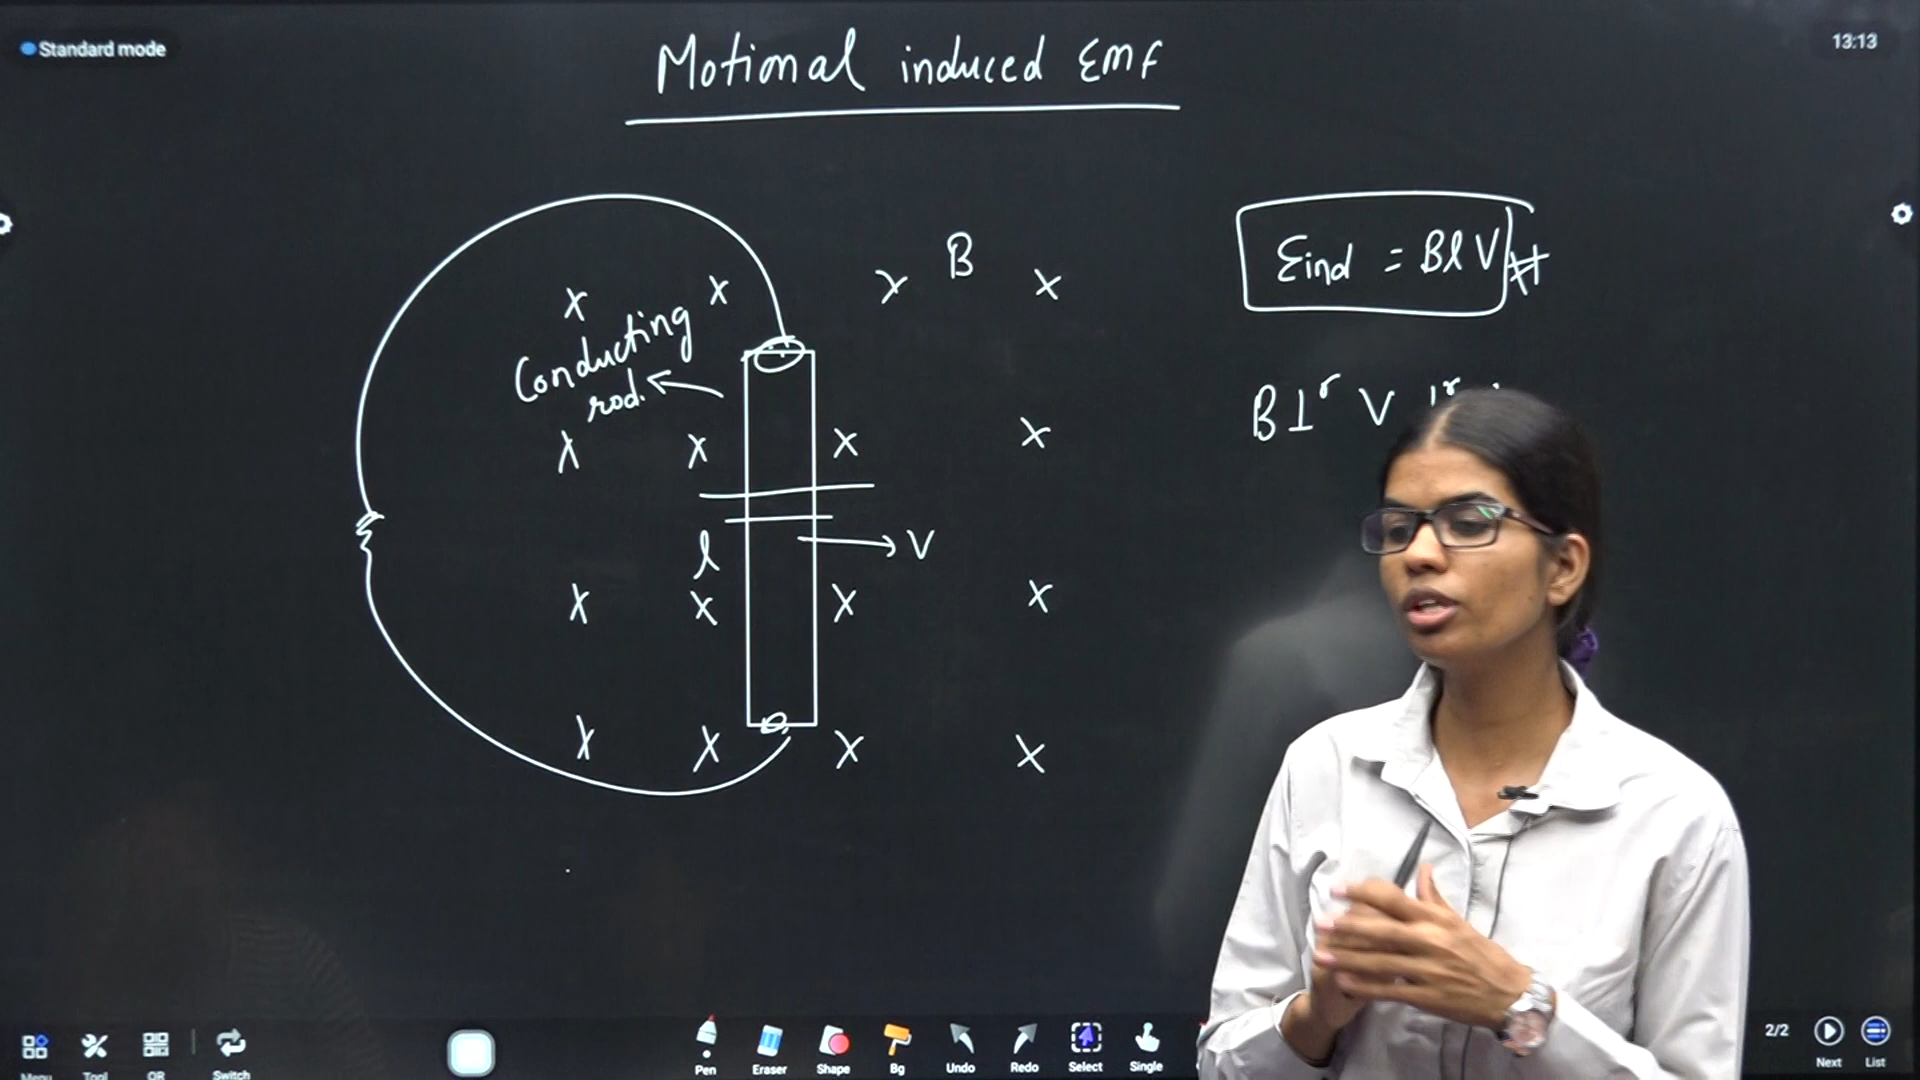 Standard mode
13:13
Motional induced Emf
x x x B x
Conducting
rod.
x x x x
l
V
x x x x
x x x x
Eind = BlV
B⊥r V ⊥r
Menu Tool QR Switch
Pen Eraser Shape Bg Undo Redo Select Single
2/2 Next List